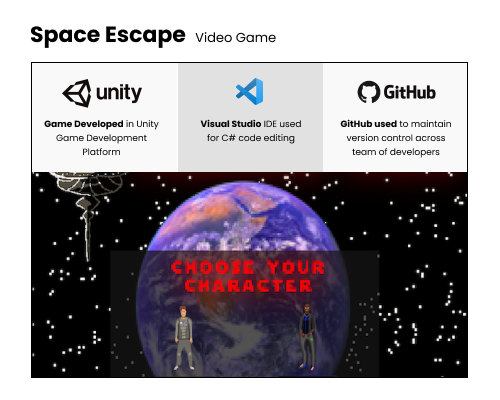 Space Escape Video Game
unity
GitHub
Game Developed in Unity
Game Development
Platform
Visual Studio IDE used
for C# code editing
GitHub used to maintain
version control across
team of developers
CHOOSE YOUR
CHARACTER